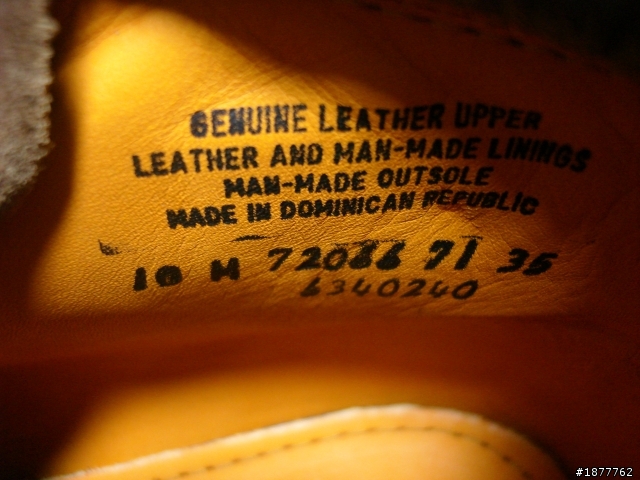 GENUINE LEATHER UPPER
LEATHER AND MAN-MADE LININGS
MAN-MADE OUTSOLE
MADE IN DOMINICAN REPUBLIC
10 M 72066 71 35
6340240
#1877762